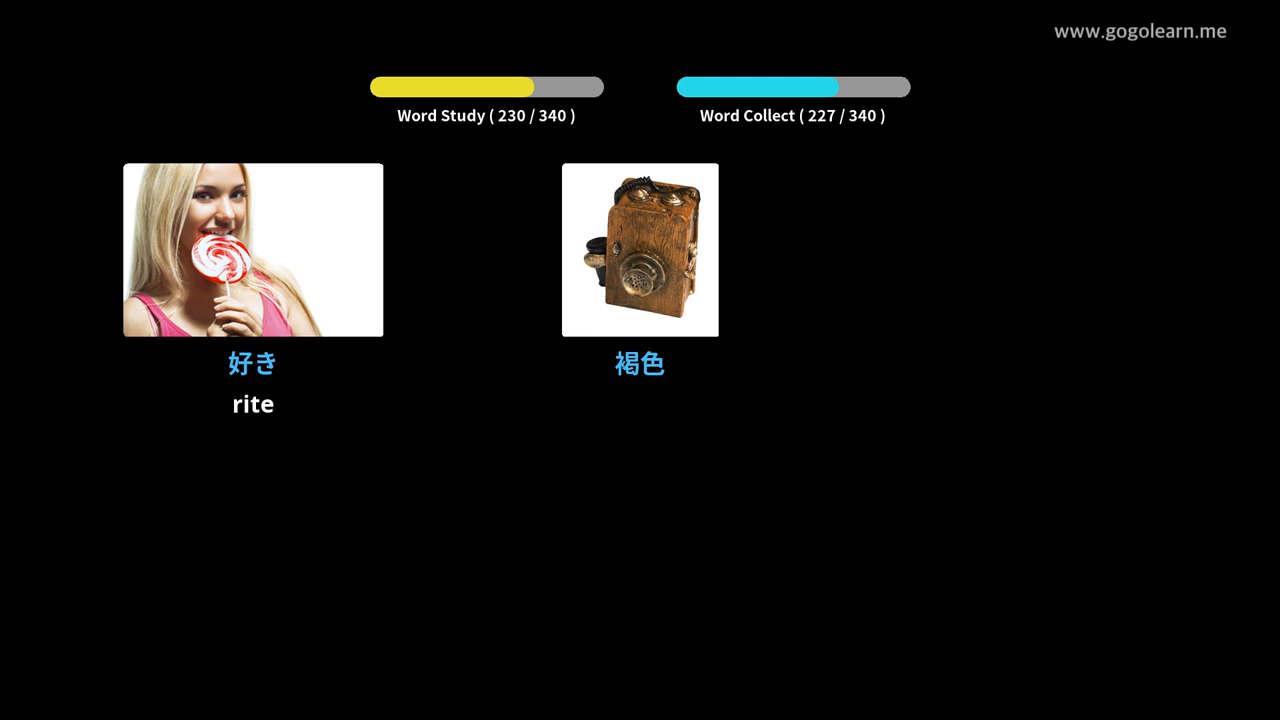 www.gogolearn.me
Word Study ( 230 / 340 )
Word Collect ( 227 / 340 )
好き
褐色
rite